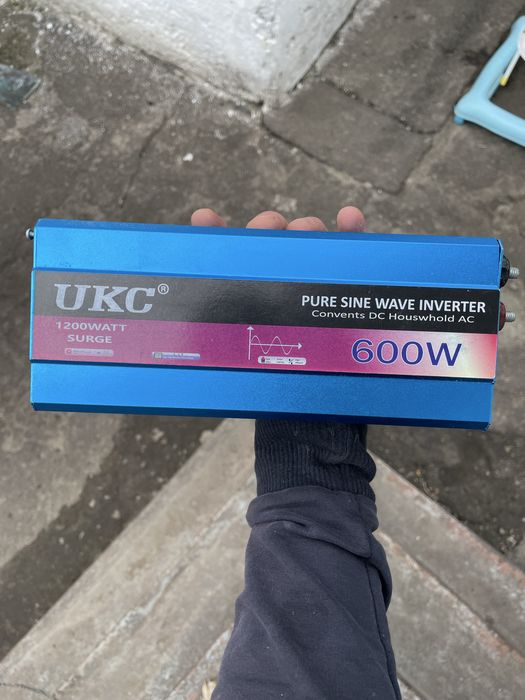 UKC®
PURE SINE WAVE INVERTER
Convents DC Houswhold AC
1200WATT
SURGE
600W